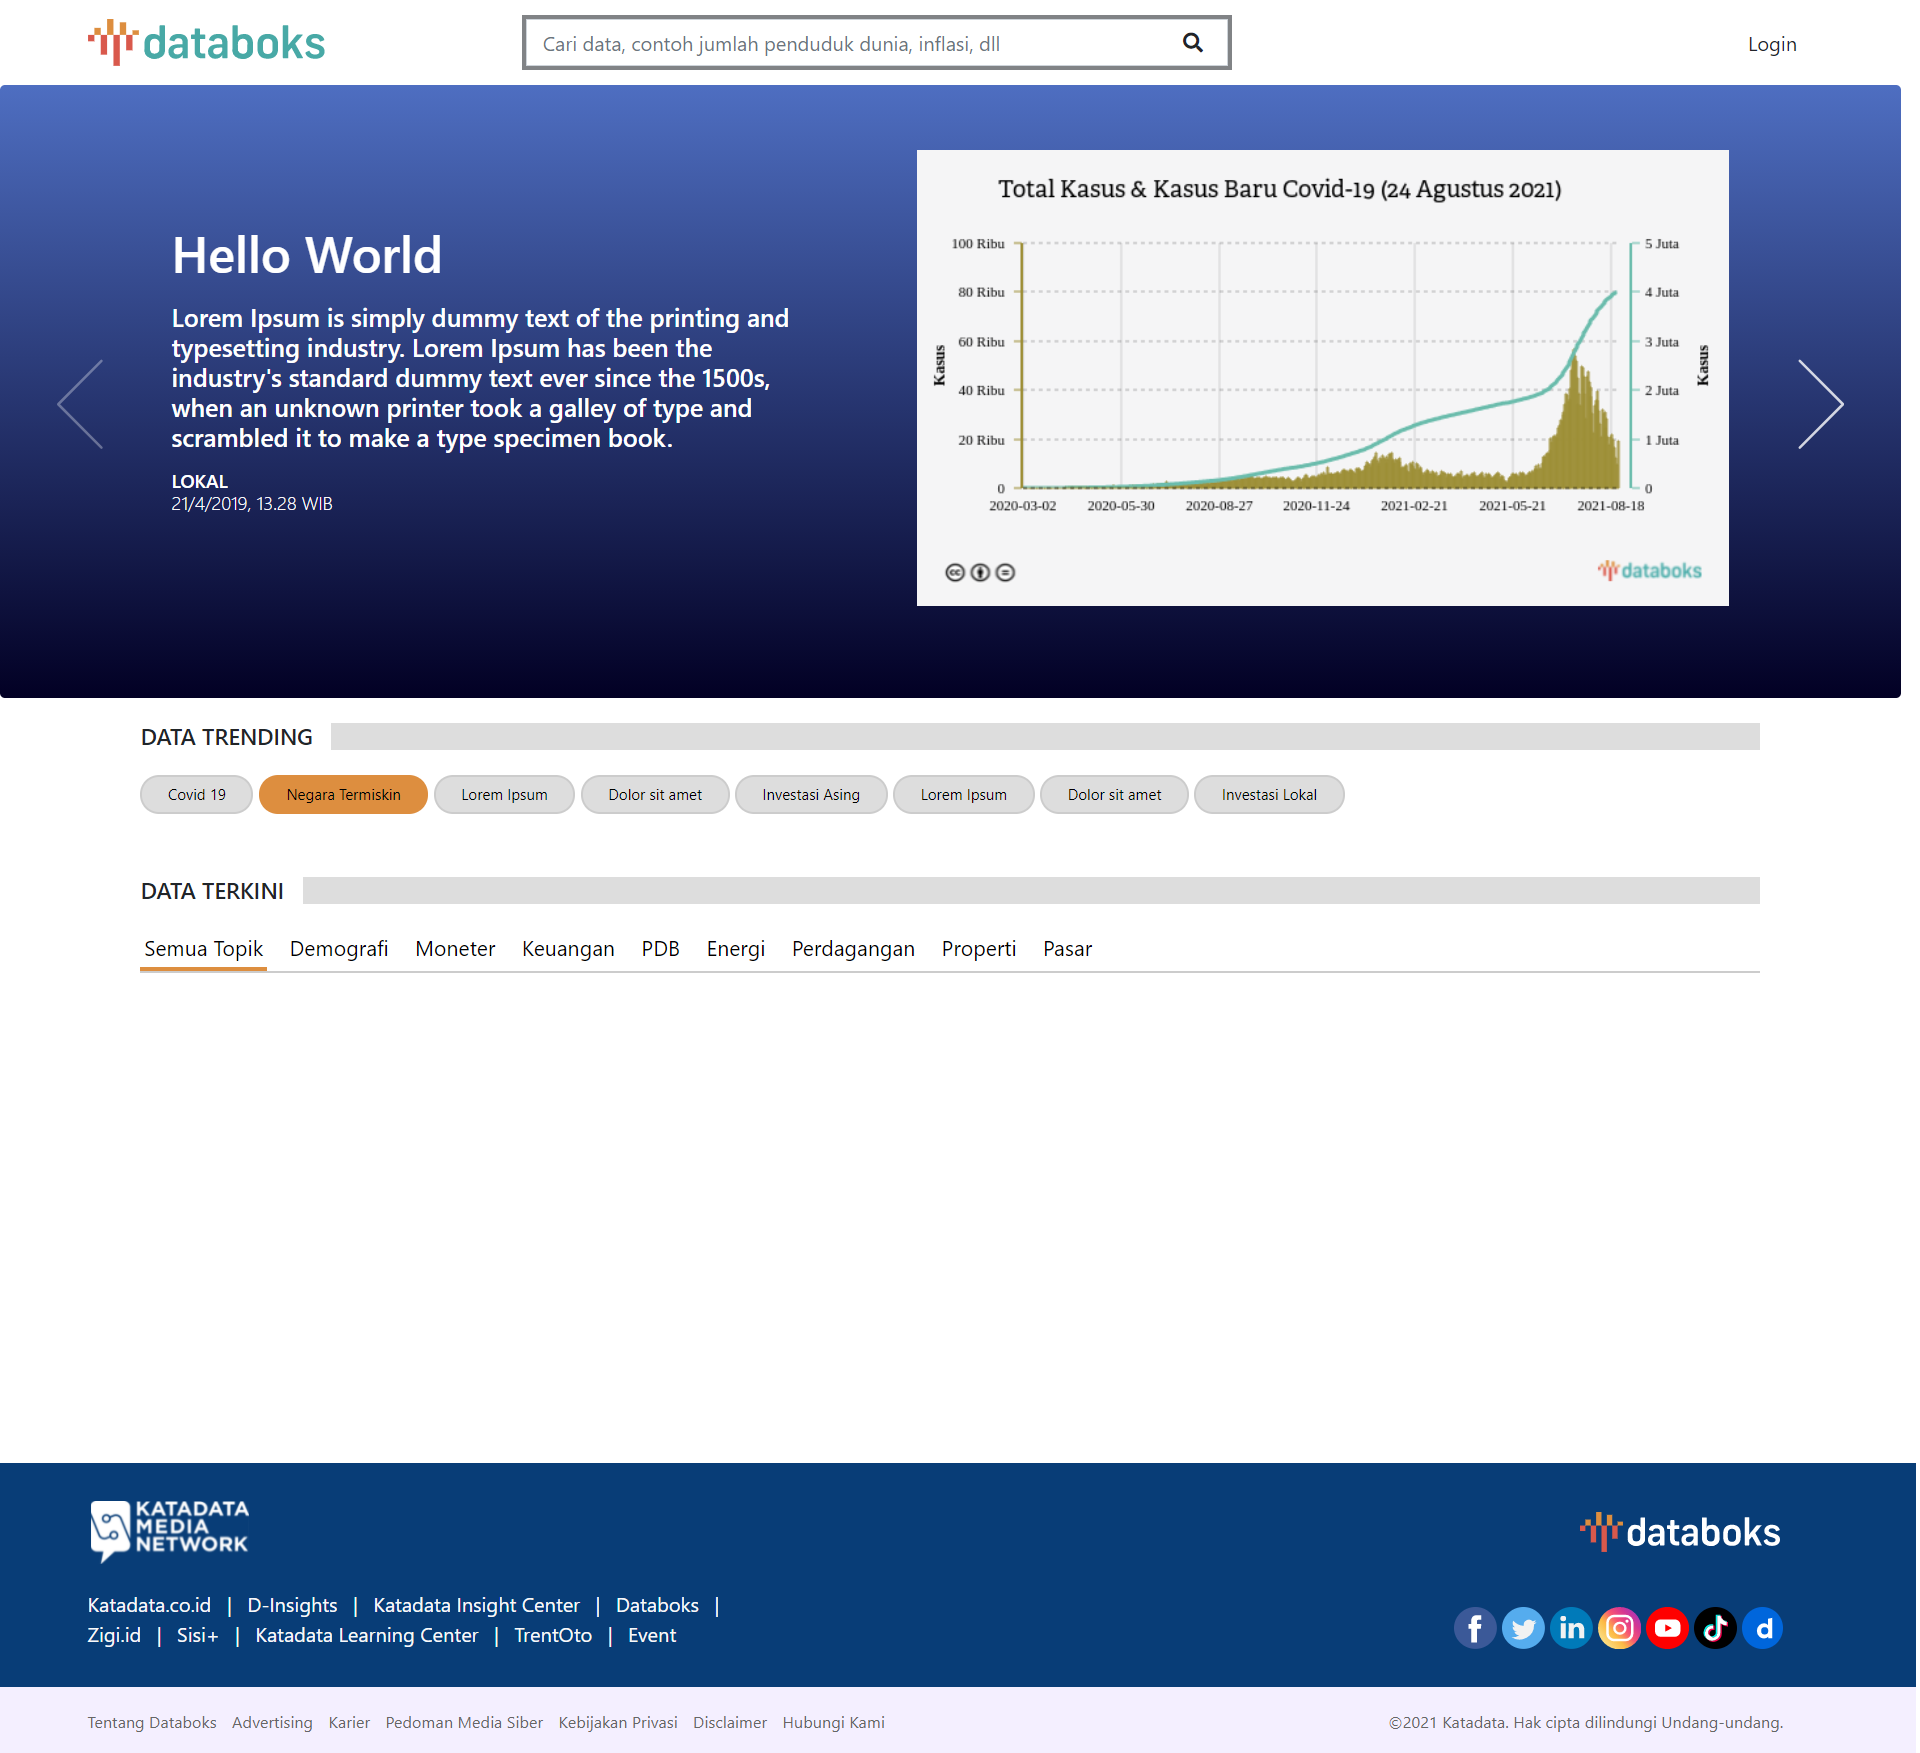 databoks
Cari data, contoh jumlah penduduk dunia, inflasi, dll
Login
Hello World
Lorem Ipsum is simply dummy text of the printing and
typesetting industry. Lorem Ipsum has been the
industry's standard dummy text ever since the 1500s,
when an unknown printer took a galley of type and
scrambled it to make a type specimen book.
LOKAL
21/4/2019, 13.28 WIB
Total Kasus & Kasus Baru Covid-19 (24 Agustus 2021)
100 Ribu
80 Ribu
60 Ribu
40 Ribu
20 Ribu
0
Kasus
5 Juta
4 Juta
3 Juta
2 Juta
1 Juta
0
Kasus
2020-03-02 2020-05-30 2020-08-27 2020-11-24 2021-02-21 2021-05-21 2021-08-18
cc
databoks
DATA TRENDING
Covid 19 Negara Termiskin Lorem Ipsum Dolor sit amet Investasi Asing Lorem Ipsum Dolor sit amet Investasi Lokal
DATA TERKINI
Semua Topik Demografi Moneter Keuangan PDB Energi Perdagangan Properti Pasar
KATADATA
MEDIA
NETWORK
databoks
Katadata.co.id | D-Insights | Katadata Insight Center | Databoks |
Zigi.id | Sisi+ | Katadata Learning Center | TrentOto | Event
Tentang Databoks Advertising Karier Pedoman Media Siber Kebijakan Privasi Disclaimer Hubungi Kami
©2021 Katadata. Hak cipta dilindungi Undang-undang.